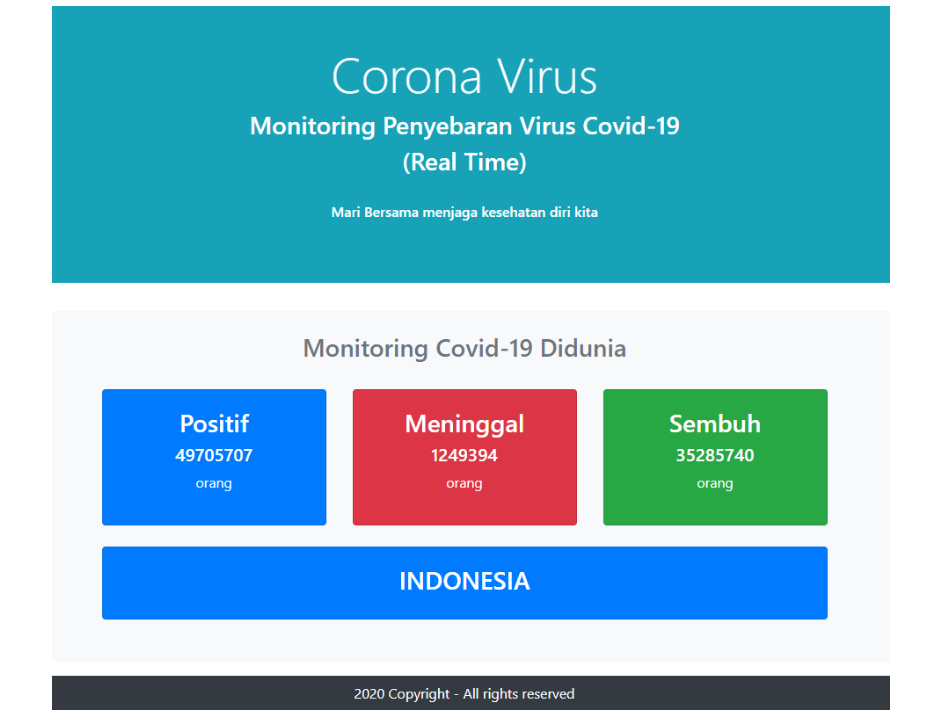 Corona Virus
Monitoring Penyebaran Virus Covid-19
(Real Time)
Mari Bersama menjaga kesehatan diri kita
Monitoring Covid-19 Didunia
Positif
49705707
orang
Meninggal
1249394
orang
Sembuh
35285740
orang
INDONESIA
2020 Copyright - All rights reserved